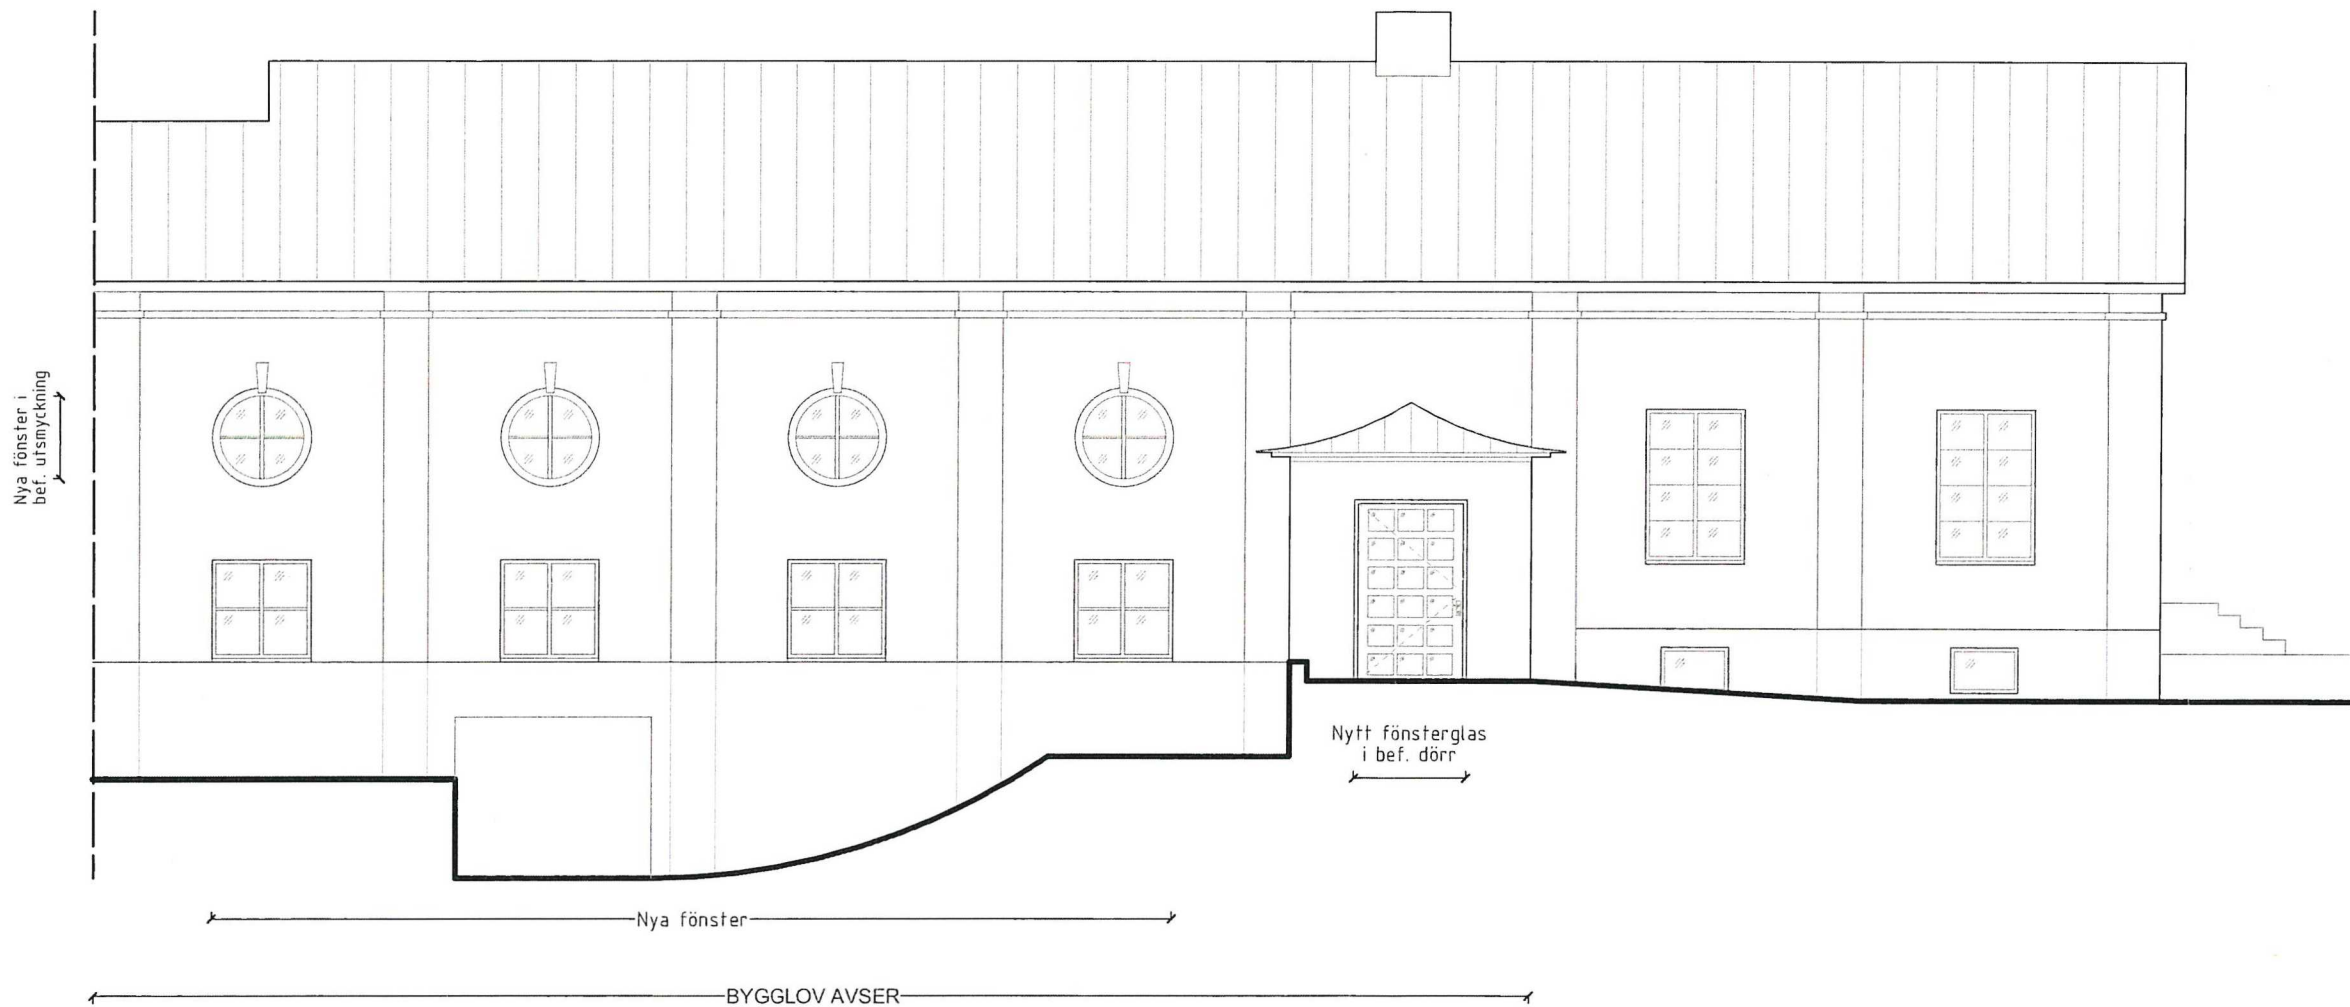 Nya fönster i
bef. utsmyckning
Nytt fönsterglas
i bef. dörr
Nya fönster
BYGGLOV AVSER